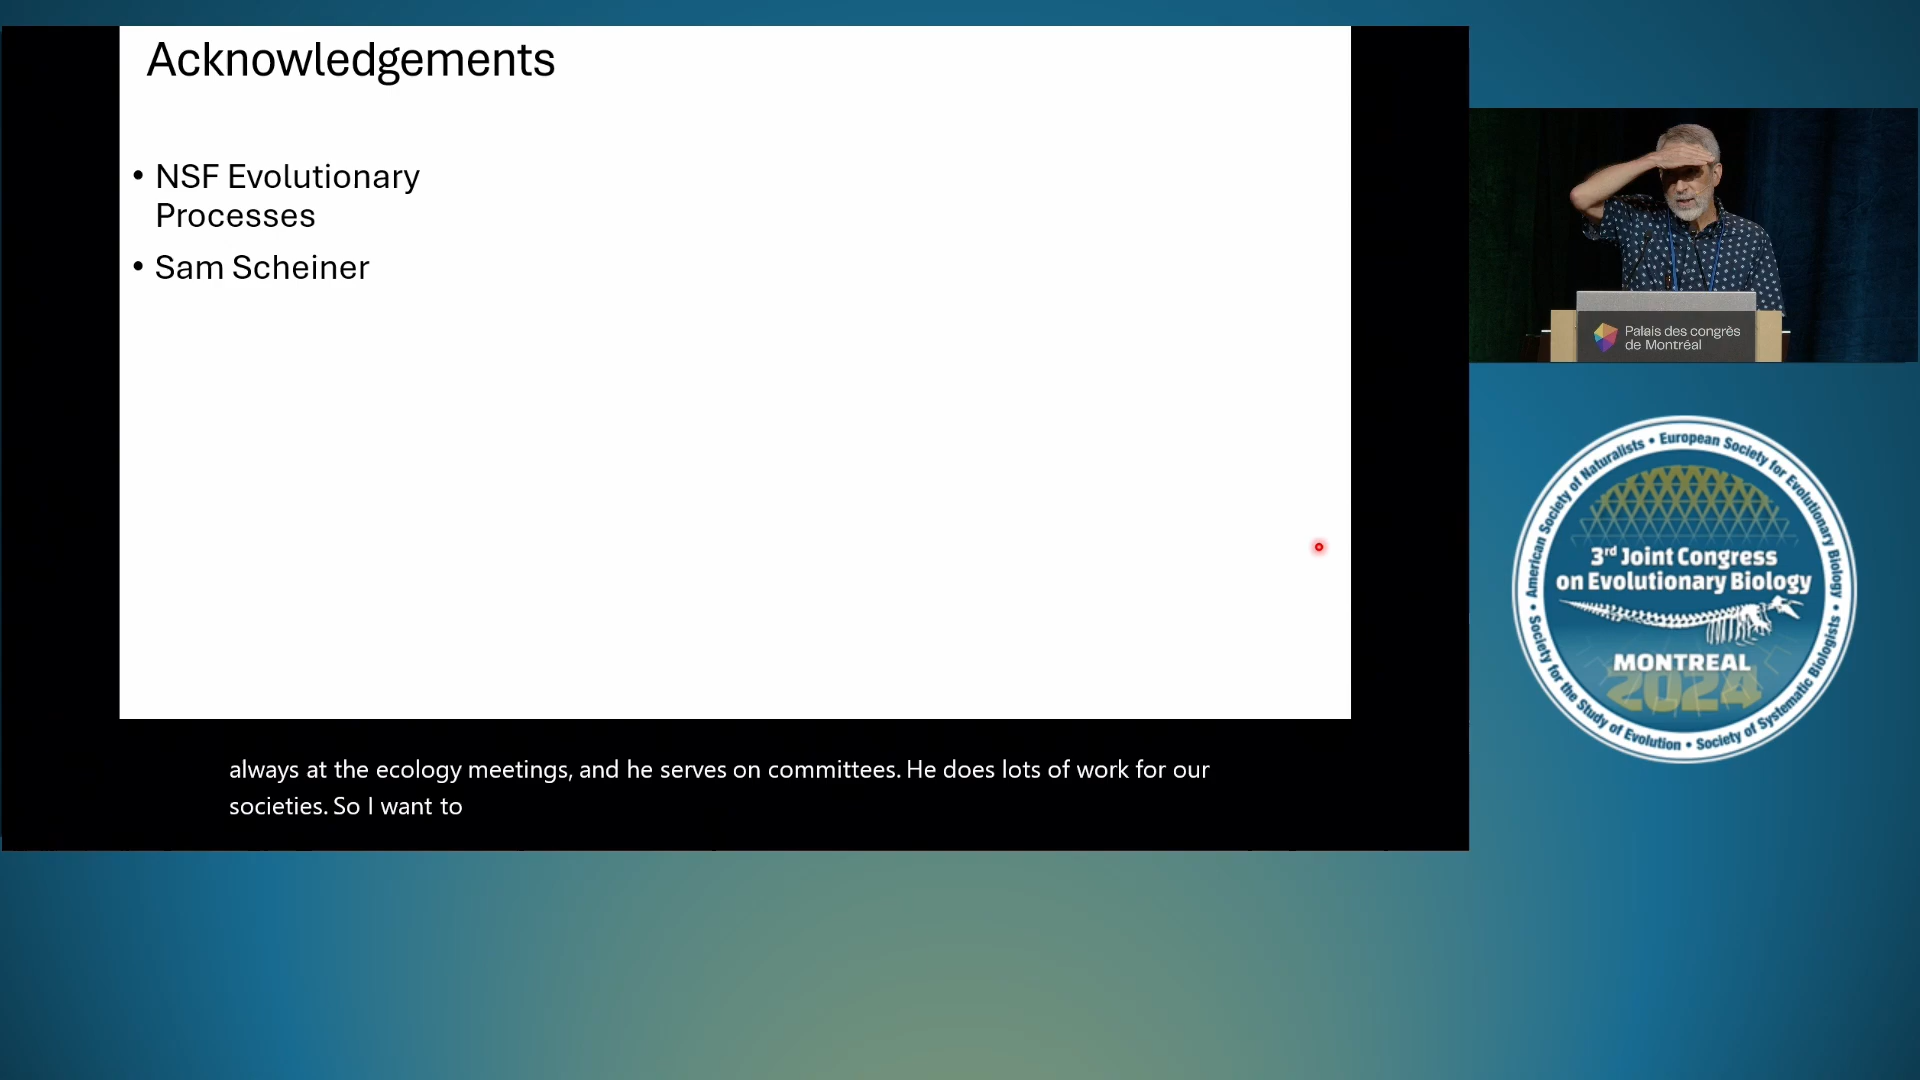 Acknowledgements
• NSF Evolutionary
Processes
• Sam Scheiner
always at the ecology meetings, and he serves on committees. He does lots of work for our
societies. So I want to
Palais des congrès
de Montréal
American Society of Naturalists • European Society for Evolutionary Biology •
Society for the Study of Evolution • Society of Systematic Biologists •
3rd Joint Congress
on Evolutionary Biology
MONTREAL
2024